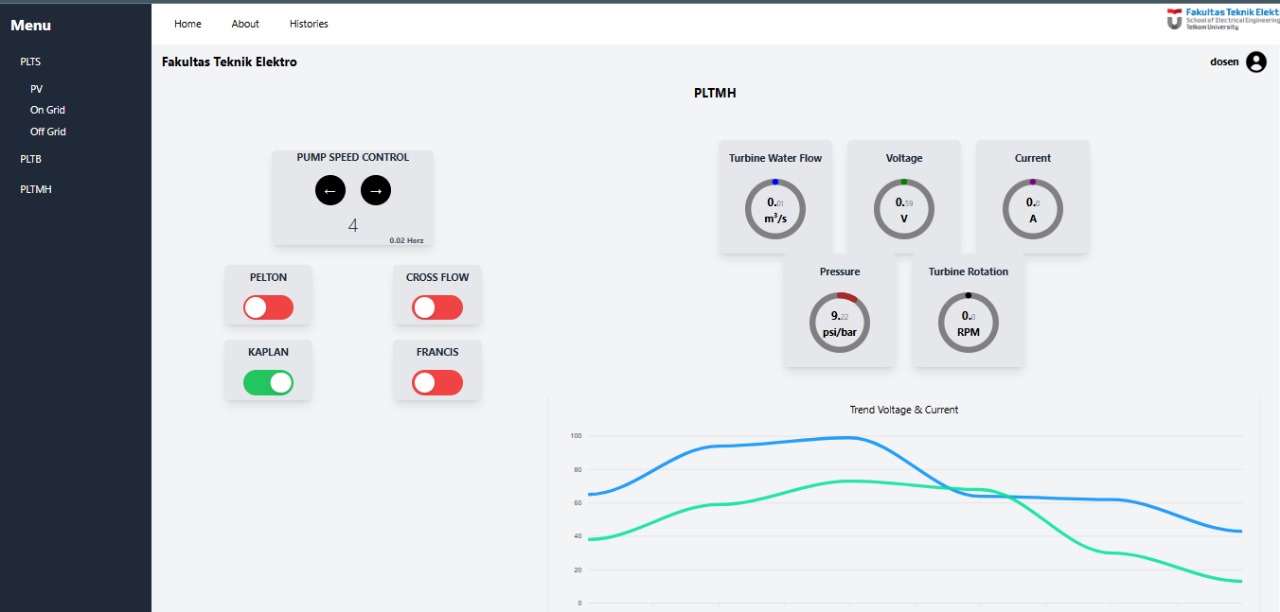 Menu
PLTS
PV
On Grid
Off Grid
PLTB
PLTMH
Home About Histories
Fakultas Teknik Elekt
School of Electrical Engineering
Telkom University
Fakultas Teknik Elektro
dosen
PLTMH
PUMP SPEED CONTROL
← →
4
0.02 Herz
PELTON
CROSS FLOW
KAPLAN
FRANCIS
Turbine Water Flow
0.01
m³/s
Voltage
0.59
V
Current
0.0
A
Pressure
9.22
psi/bar
Turbine Rotation
0.0
RPM
Trend Voltage & Current
100
80
60
40
20
0